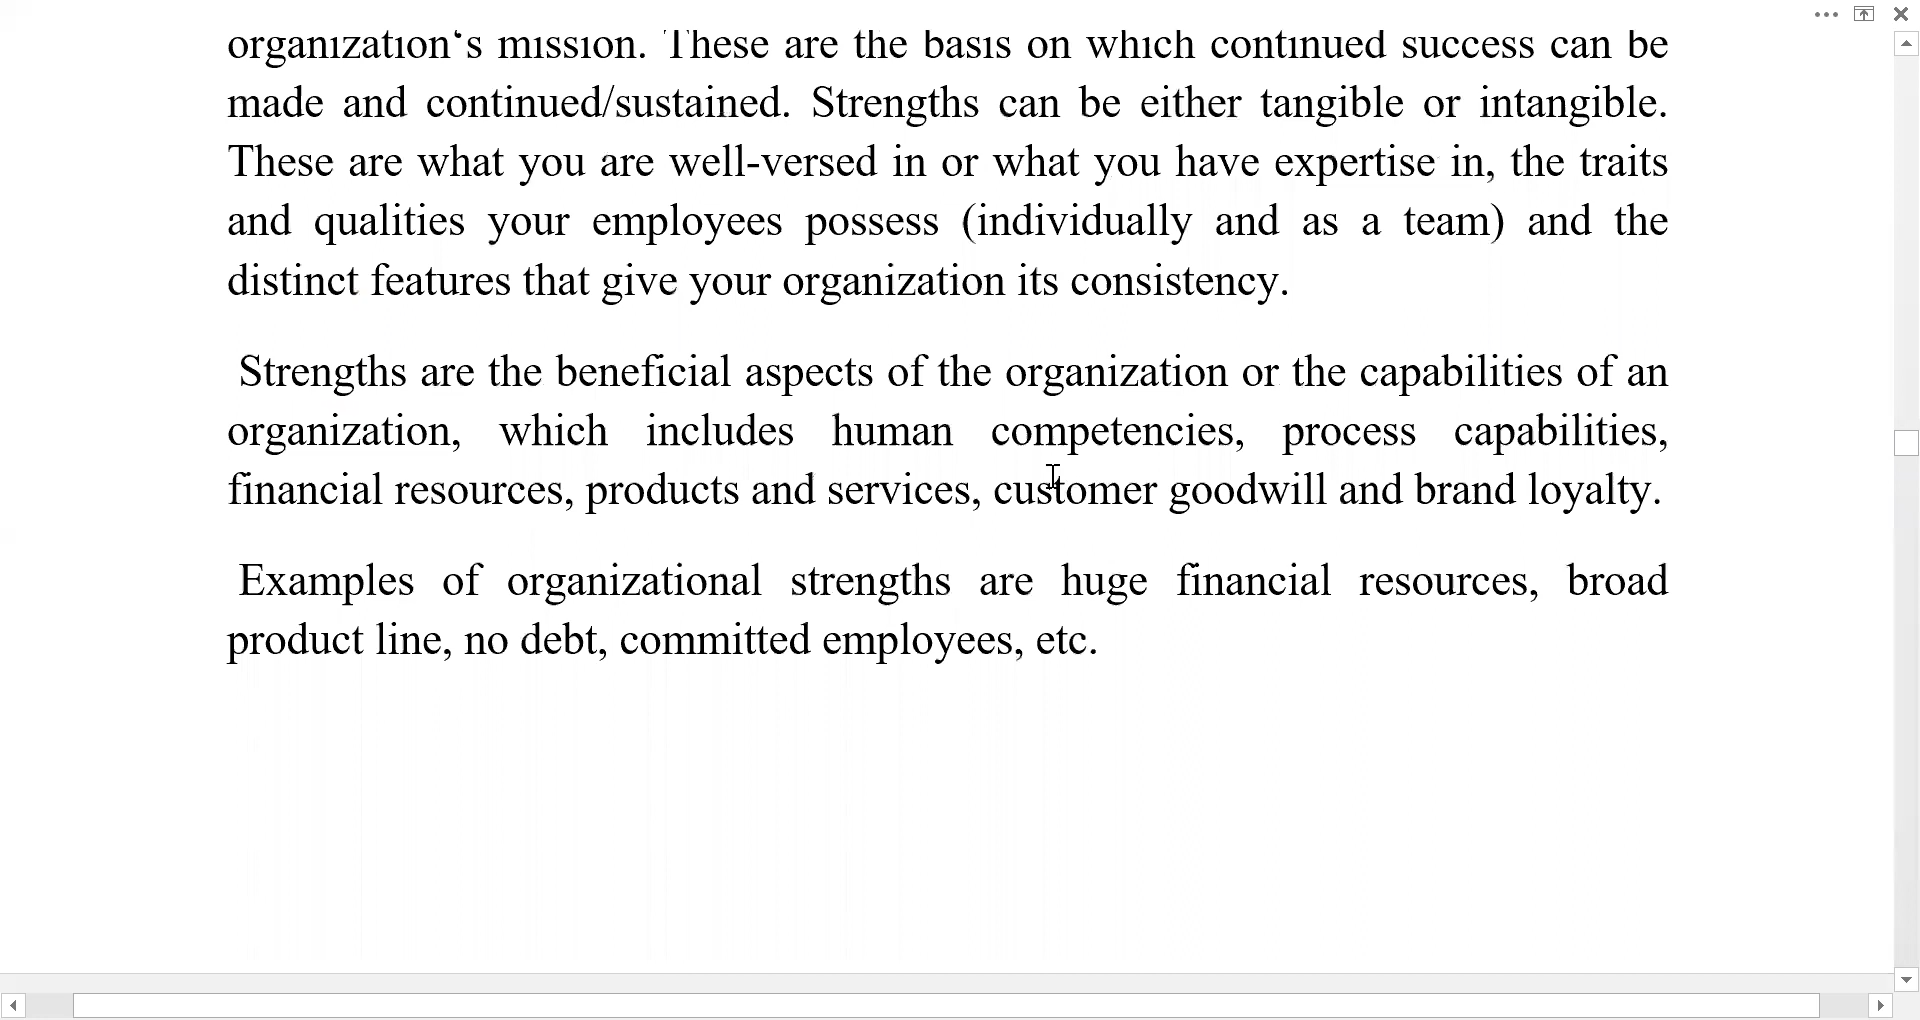 organization‘s mission. These are the basis on which continued success can be
made and continued/sustained. Strengths can be either tangible or intangible.
These are what you are well-versed in or what you have expertise in, the traits
and qualities your employees possess (individually and as a team) and the
distinct features that give your organization its consistency.
Strengths are the beneficial aspects of the organization or the capabilities of an
organization, which includes human competencies, process capabilities,
financial resources, products and services, customer goodwill and brand loyalty.
Examples of organizational strengths are huge financial resources, broad
product line, no debt, committed employees, etc.